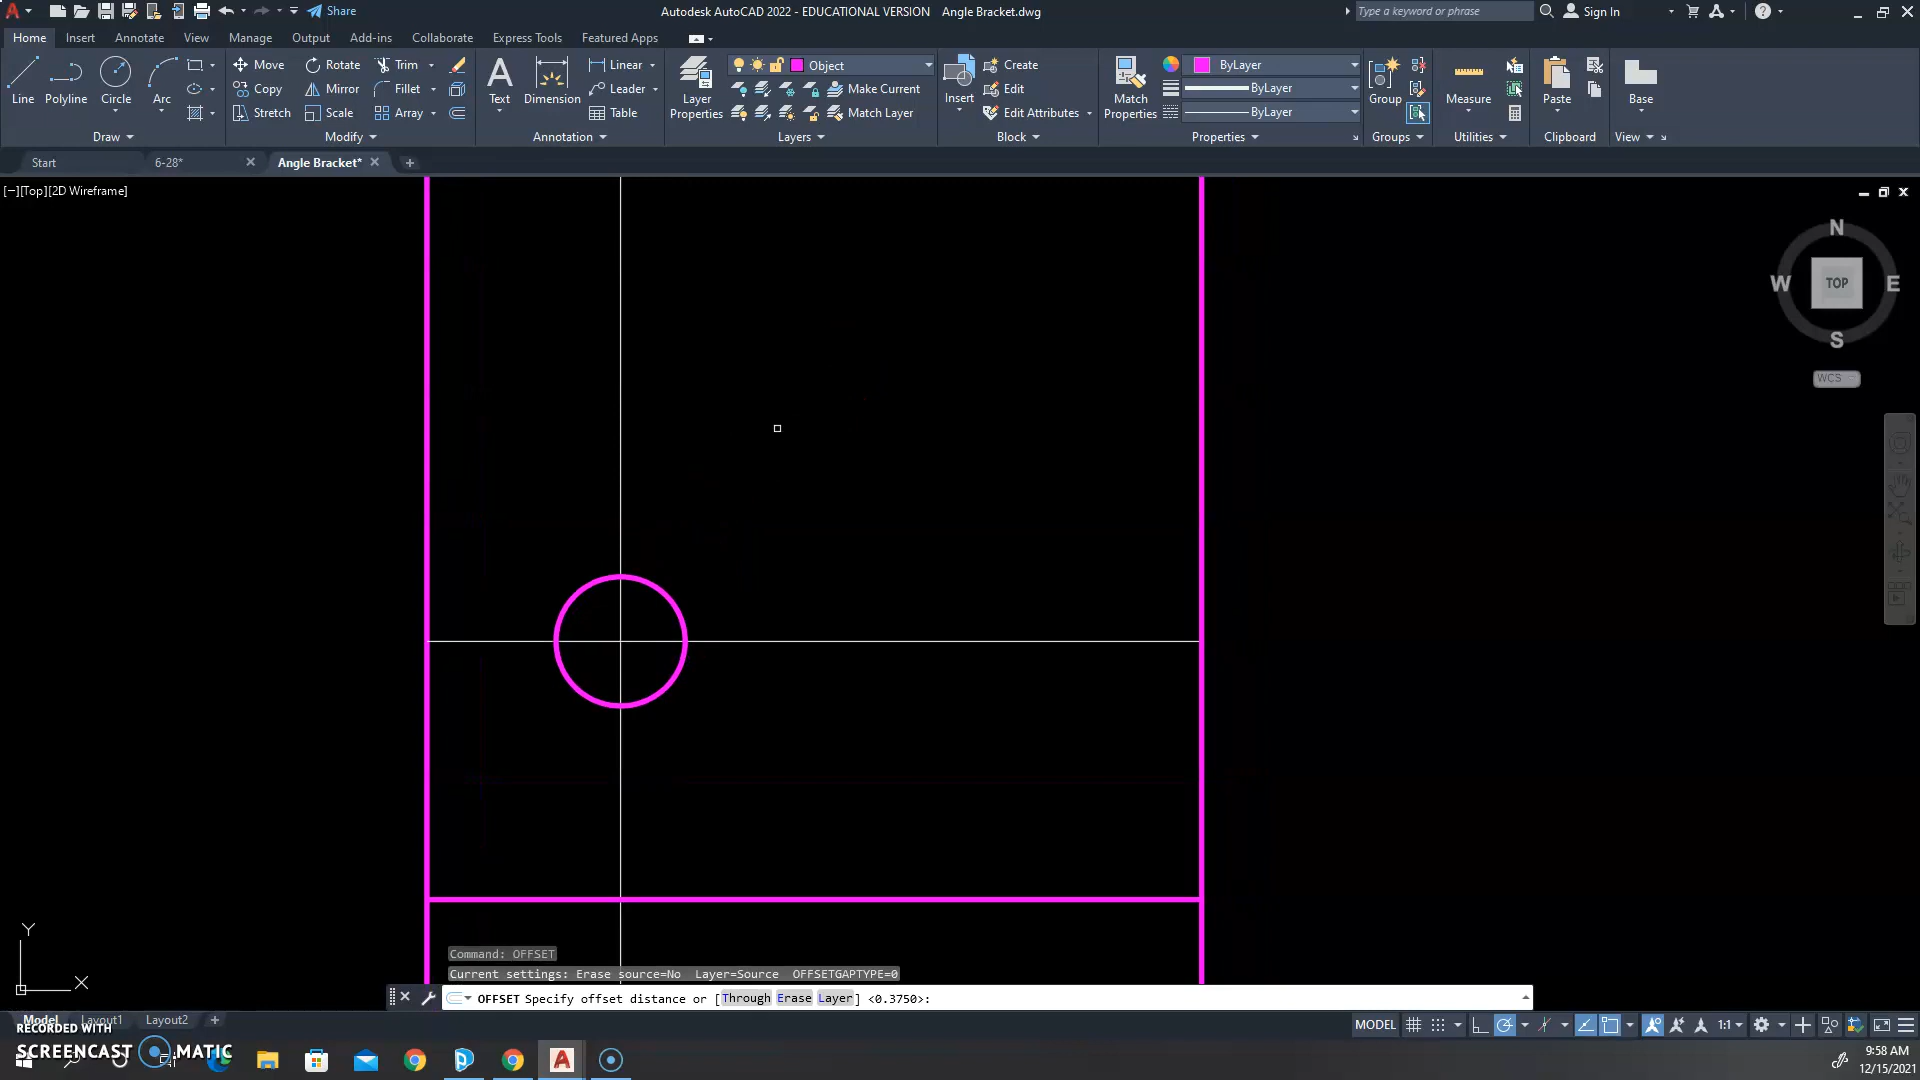 Share
Autodesk AutoCAD 2022 - EDUCATIONAL VERSION Angle Bracket.dwg
Type a keyword or phrase
Sign In
Home Insert Annotate View Manage Output Add-ins Collaborate Express Tools Featured Apps
Line Polyline Circle Arc
Draw
Move Rotate Trim
Copy Mirror Fillet
Stretch Scale Array
Modify
Text Dimension
Linear
Leader
Table
Annotation
Layer Properties
Object
Make Current
Match Layer
Layers
Insert
Create
Edit
Edit Attributes
Block
Match Properties
ByLayer
ByLayer
ByLayer
Properties
Group
Groups
Measure
Utilities
Paste
Clipboard
Base
View
Start 6-28* Angle Bracket*
[−][Top][2D Wireframe]
N
W TOP E
S
WCS
Y
X
Command: OFFSET
Current settings: Erase source=No Layer=Source OFFSETGAPTYPE=0
OFFSET Specify offset distance or [Through Erase Layer] <0.3750>:
Model Layout1 Layout2
MODEL 1:1
RECORDED WITH
SCREENCAST MATIC
9:58 AM
12/15/2021